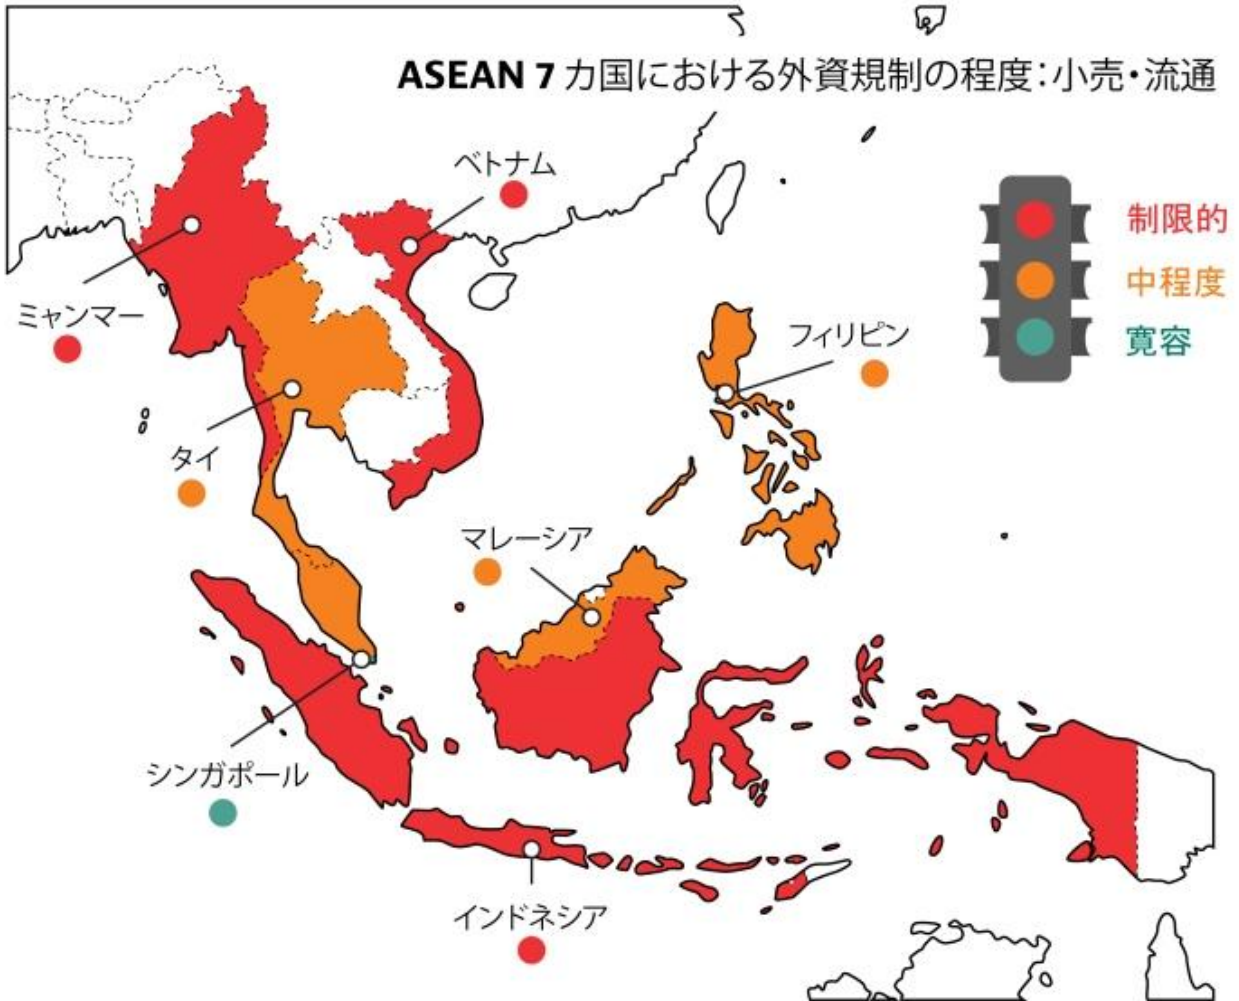 ASEAN 7 カ国における外資規制の程度：小売・流通
ベトナム
制限的
中程度
寛容
ミャンマー
フィリピン
タイ
マレーシア
シンガポール
インドネシア